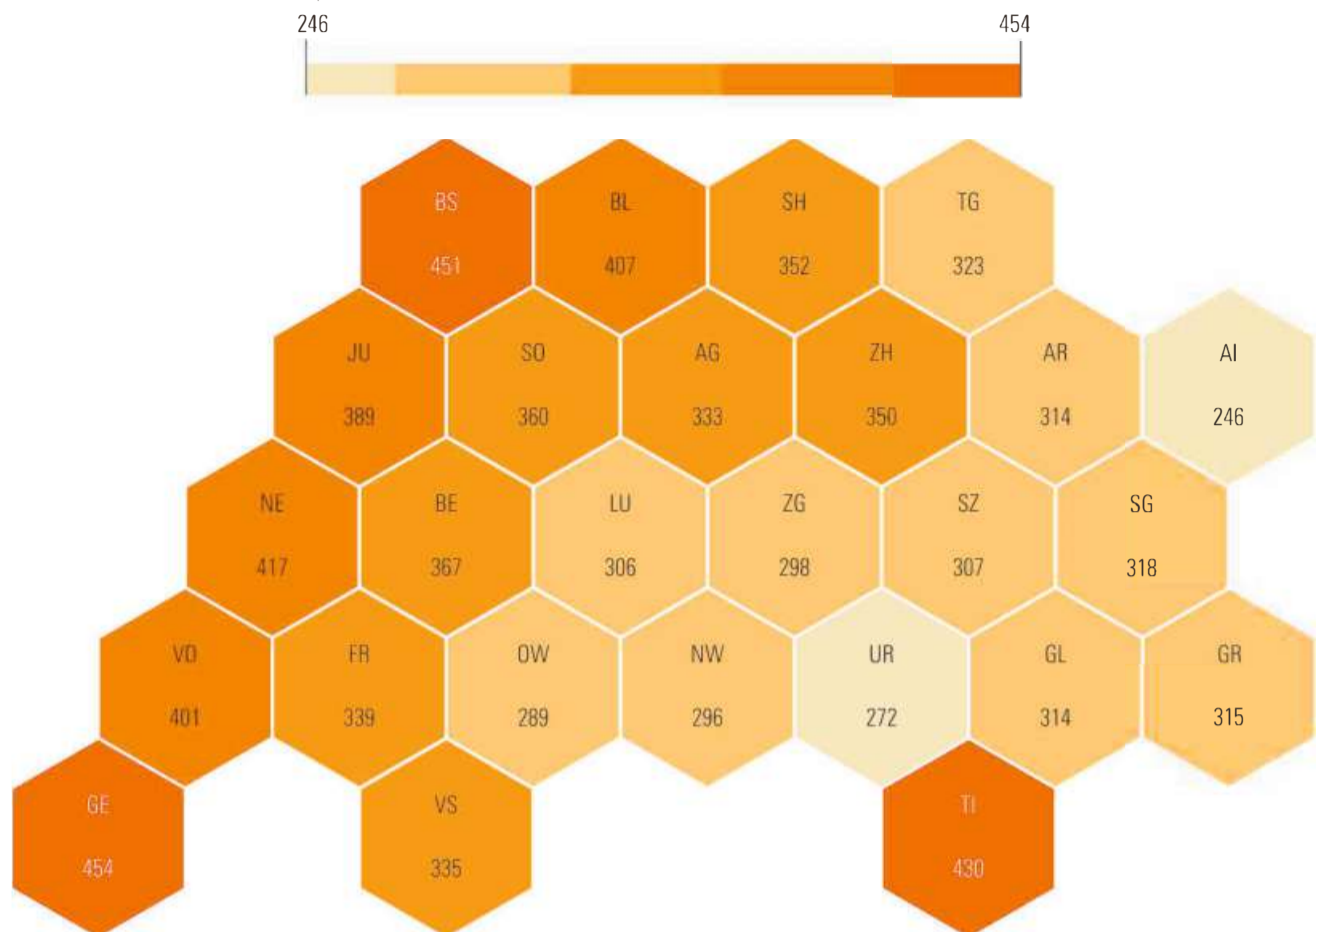 246 454
BS BL SH TG
451 407 352 323
JU SO AG ZH AR AI
389 360 333 350 314 246
NE BE LU ZG SZ SG
417 367 306 298 307 318
VD FR OW NW UR GL GR
401 339 289 296 272 314 315
GE VS TI
454 335 430